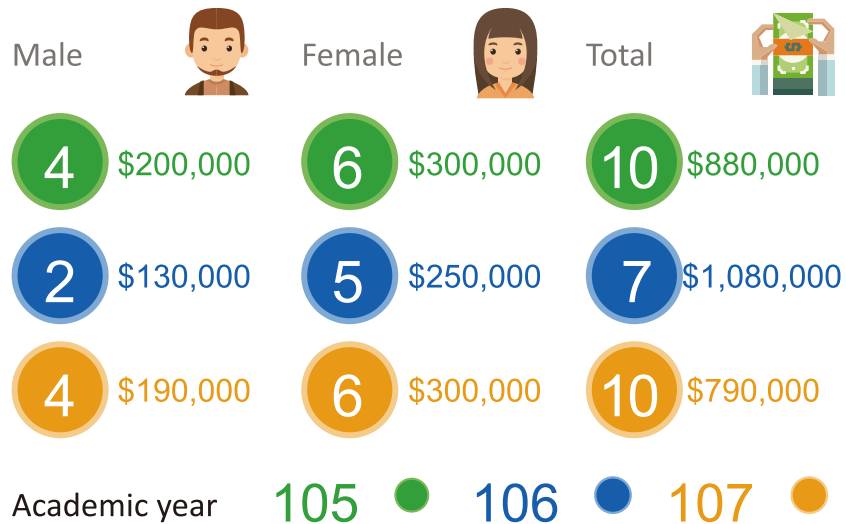 Male Female Total
4 $200,000 6 $300,000 10 $880,000
2 $130,000 5 $250,000 7 $1,080,000
4 $190,000 6 $300,000 10 $790,000
Academic year 105 106 107